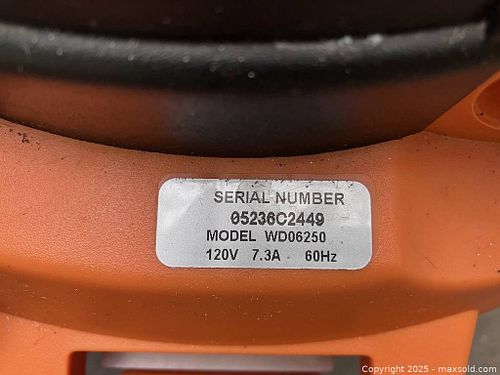 SERIAL NUMBER
05236C2449
MODEL WD06250
120V 7.3A 60Hz
Copyright © 2025 - maxsold.com